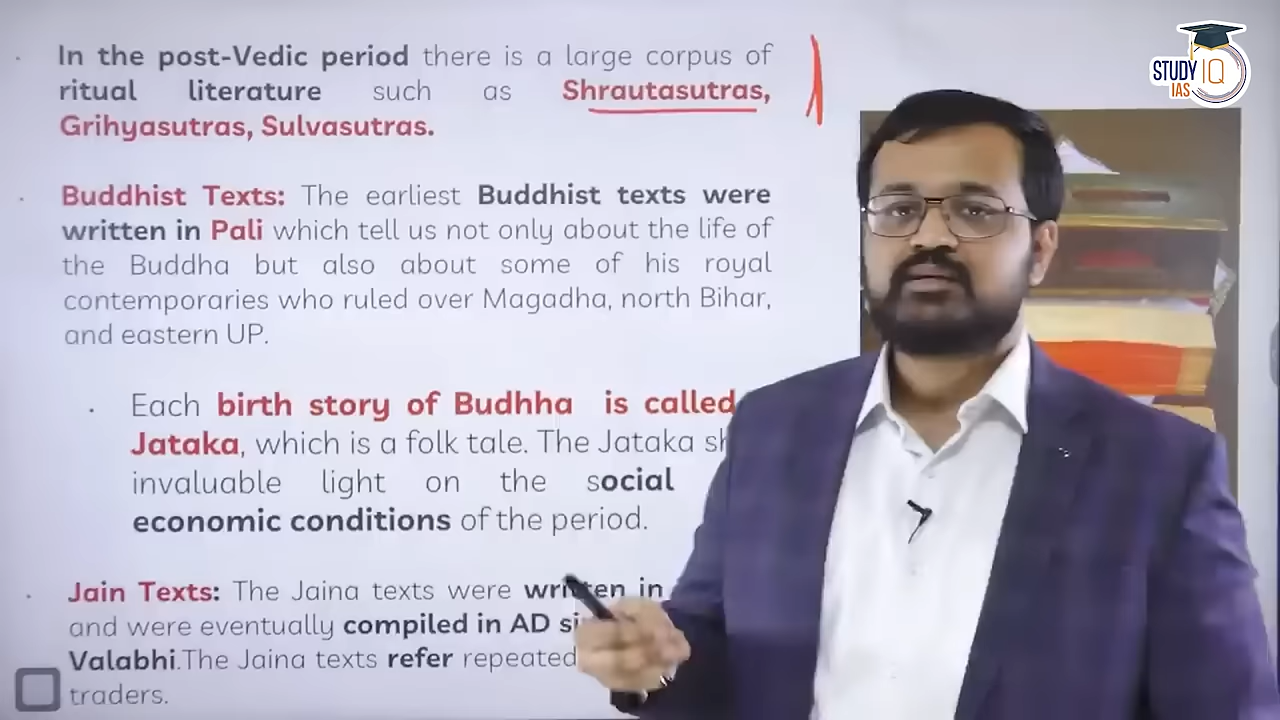 In the post-Vedic period there is a large corpus of
ritual literature such as Shrautasutras,
Grihyasutras, Sulvasutras.
Buddhist Texts: The earliest Buddhist texts were
written in Pali which tell us not only about the life of
the Buddha but also about some of his royal
contemporaries who ruled over Magadha, north Bihar,
and eastern UP.
Each birth story of Budhha is called
Jataka, which is a folk tale. The Jataka
invaluable light on the social
economic conditions of the period.
Jain Texts: The Jaina texts were written in
and were eventually compiled in AD
Valabhi.The Jaina texts refer
traders.
STUDY IQ
IAS